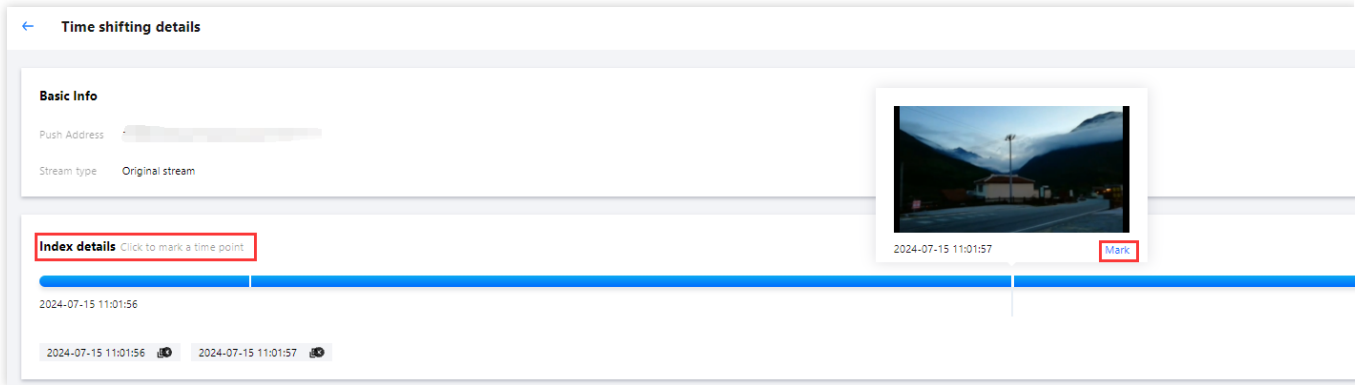 Time shifting details
Basic Info
Push Address
Stream type Original stream
Index details Click to mark a time point
2024-07-15 11:01:57 Mark
2024-07-15 11:01:56
2024-07-15 11:01:56 2024-07-15 11:01:57